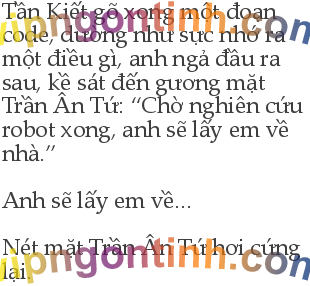 Tần Kiết gõ xong một đoạn
code, dường như sực nhớ ra
một điều gì, anh ngả đầu ra
sau, kề sát đến gương mặt
Trần Ân Tứ: “Chờ nghiên cứu
robot xong, anh sẽ lấy em về
nhà.”
Anh sẽ lấy em về...
Nét mặt Trần Ân Tứ hơi cứng
lại.
upngontinh.com
upngontinh.com